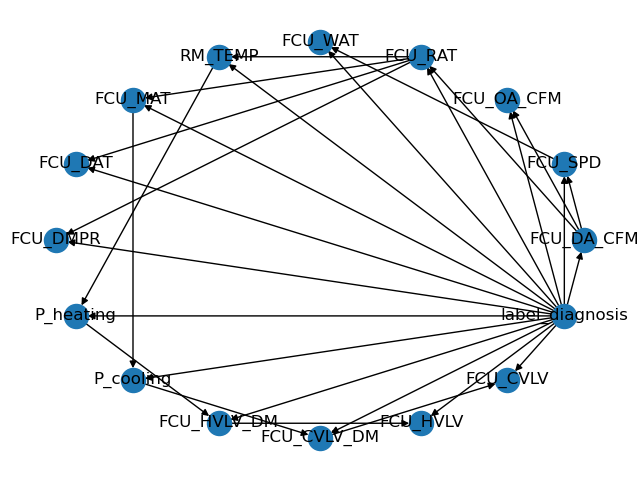 FCU_WAT
RM_TEMP
FCU_RAT
FCU_MAT
FCU_OA_CFM
FCU_DAT
FCU_SPD
FCU_DMPR
FCU_DA_CFM
P_heating
label_diagnosis
P_cooling
FCU_CVLV
FCU_HVLV_DM
FCU_HVLV
FCU_CVLV_DM